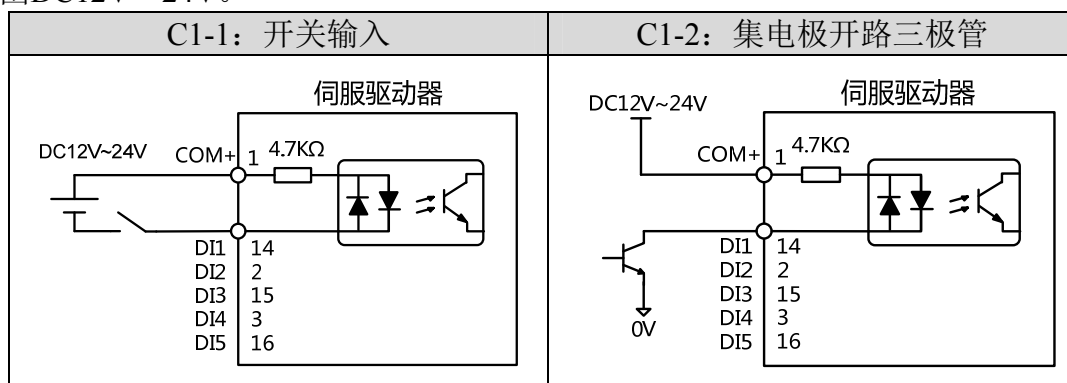 DC12V~24V。
C1-1：开关输入
C1-2：集电极开路三极管
伺服驱动器
DC12V~24V
COM+
1
4.7KΩ
DI1 14
DI2 2
DI3 15
DI4 3
DI5 16
伺服驱动器
DC12V~24V
COM+
1
4.7KΩ
DI1 14
DI2 2
DI3 15
DI4 3
DI5 16
0V